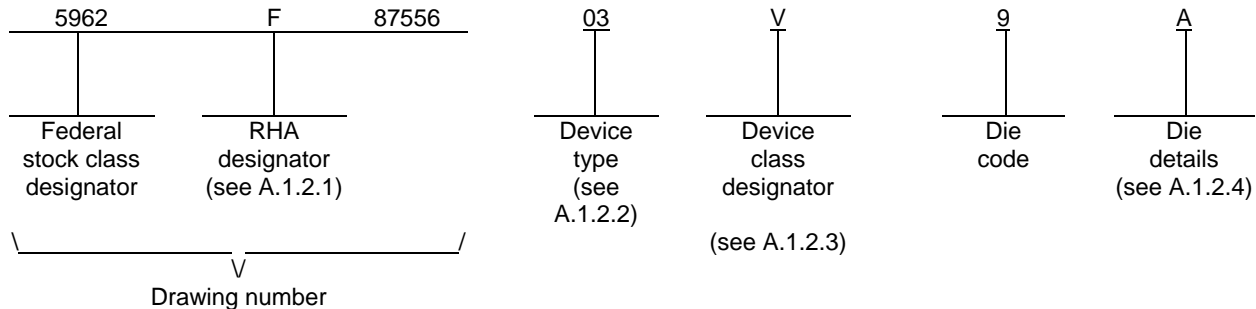 5962 F 87556 03 V 9 A
Federal stock class designator
RHA designator (see A.1.2.1)
Device type (see A.1.2.2)
Device class designator (see A.1.2.3)
Die code
Die details (see A.1.2.4)
Drawing number